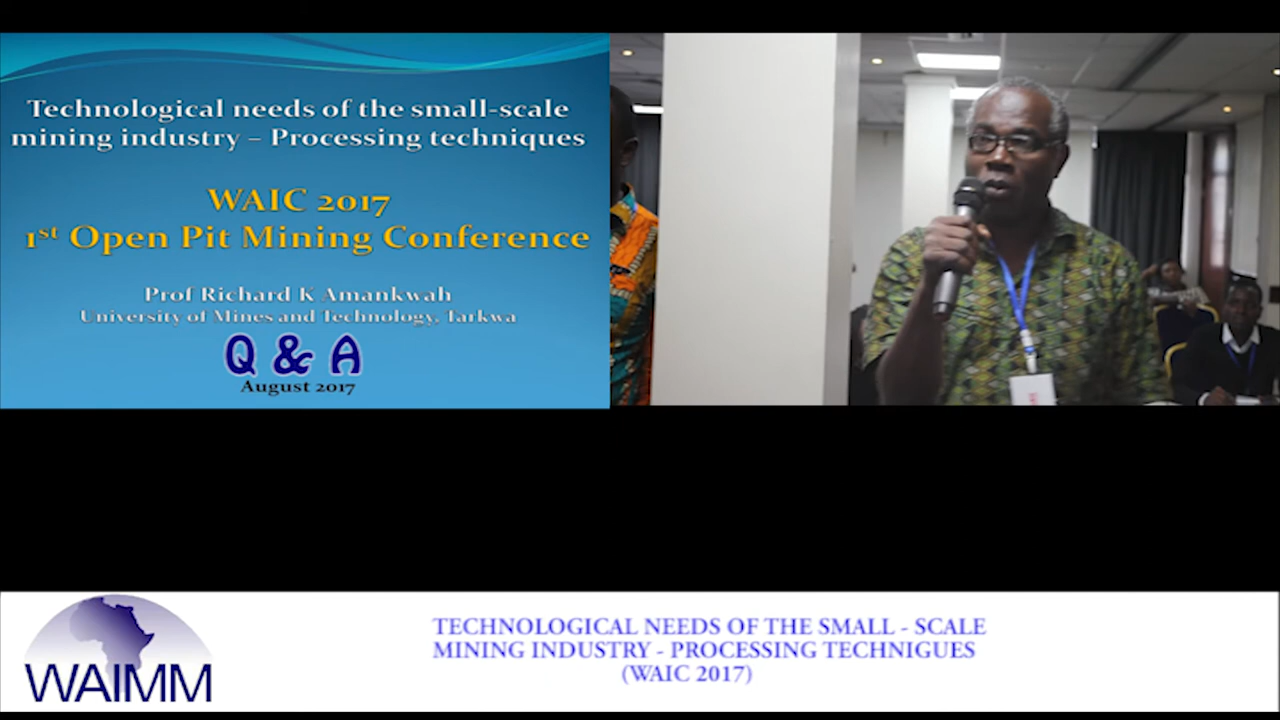 Technological needs of the small-scale
mining industry – Processing techniques
WAIC 2017
1st Open Pit Mining Conference
Prof Richard K Amankwah
University of Mines and Technology, Tarkwa
Q & A
August 2017
WAIMM
TECHNOLOGICAL NEEDS OF THE SMALL - SCALE
MINING INDUSTRY - PROCESSING TECHNIGUES
(WAIC 2017)